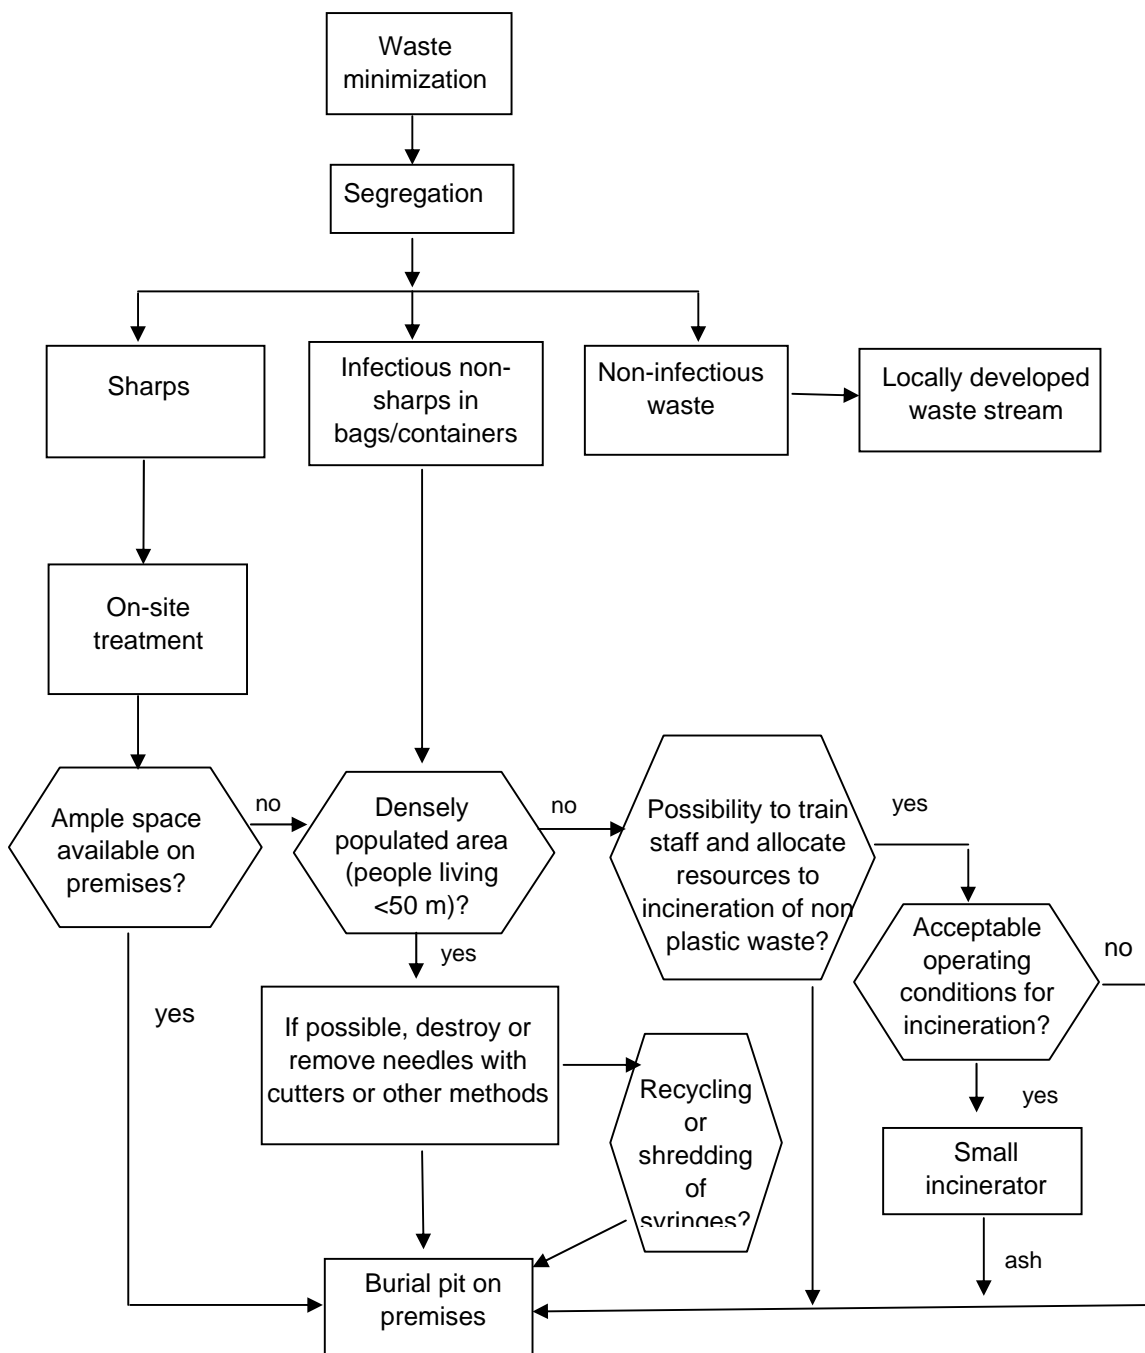 Waste
minimization
Segregation
Sharps
Infectious non-
sharps in
bags/containers
Non-infectious
waste
Locally developed
waste stream
On-site
treatment
Ample space
available on
premises?
no
Densely
populated area
(people living
<50 m)?
no
Possibility to train
staff and allocate
resources to
incineration of non
plastic waste?
yes
Acceptable
operating
conditions for
incineration?
no
yes
yes
If possible, destroy or
remove needles with
cutters or other methods
Recycling
or
shredding
of
syringes?
yes
Small
incinerator
ash
Burial pit on
premises